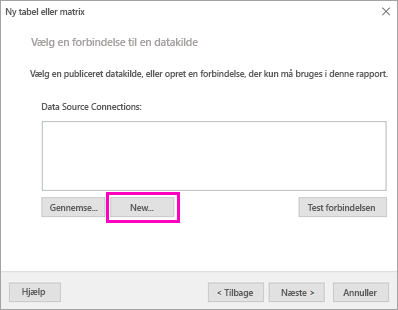 Ny tabel eller matrix
Vælg en forbindelse til en datakilde
Vælg en publiceret datakilde, eller opret en forbindelse, der kun må bruges i denne rapport.
Data Source Connections:
Gennemse... New... Test forbindelsen
Hjælp < Tilbage Næste > Annuller